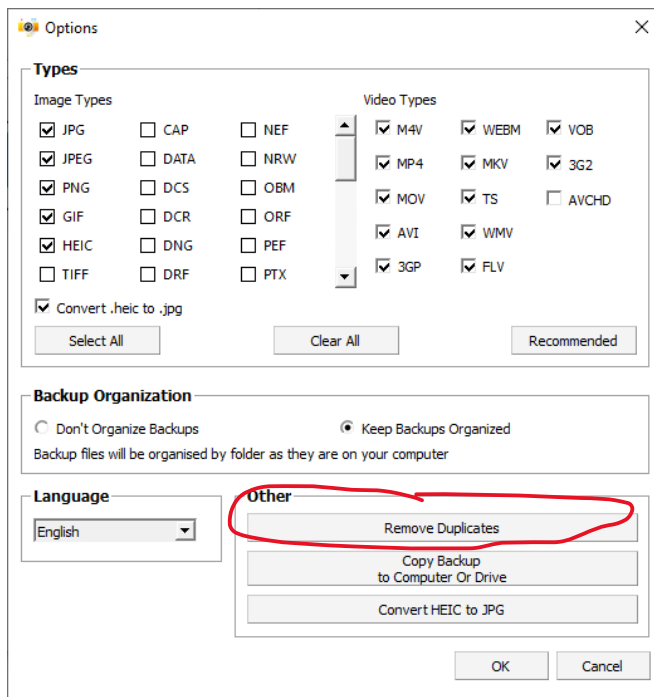 Options
Types
Image Types
Video Types
JPG CAP NEF M4V WEBM VOB
JPEG DATA NRW MP4 MKV 3G2
PNG DCS OBM MOV TS AVCHD
GIF DCR ORF AVI WMV
HEIC DNG PEF 3GP FLV
TIFF DRF PTX
Convert .heic to .jpg
Select All Clear All Recommended
Backup Organization
Don't Organize Backups Keep Backups Organized
Backup files will be organised by folder as they are on your computer
Language
English
Other
Remove Duplicates
Copy Backup
to Computer Or Drive
Convert HEIC to JPG
OK Cancel